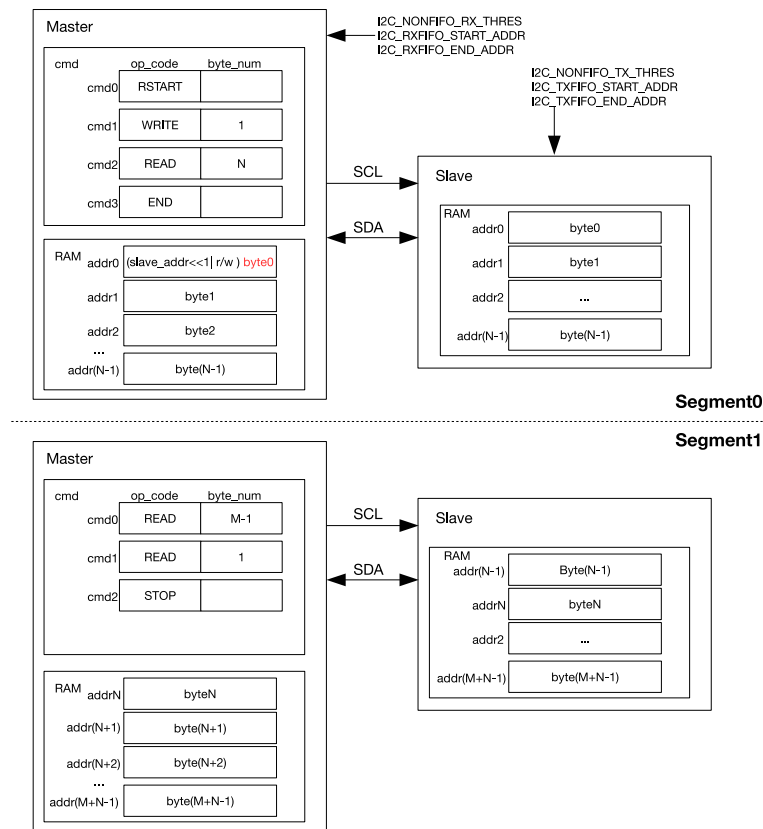 Master
I2C_NONFIFO_RX_THRES
I2C_RXFIFO_START_ADDR
I2C_RXFIFO_END_ADDR
I2C_NONFIFO_TX_THRES
I2C_TXFIFO_START_ADDR
I2C_TXFIFO_END_ADDR
cmd op_code byte_num
cmd0 RSTART
cmd1 WRITE 1
cmd2 READ N
cmd3 END
RAM
addr0 (slave_addr<<1| r/w ) byte0
addr1 byte1
addr2 byte2
...
addr(N-1) byte(N-1)
SCL
SDA
Slave
RAM
addr0 byte0
addr1 byte1
addr2 ...
addr(N-1) byte(N-1)
Segment0
Segment1
Master
cmd op_code byte_num
cmd0 READ M-1
cmd1 READ 1
cmd2 STOP
RAM
addrN byteN
addr(N+1) byte(N+1)
addr(N+2) byte(N+2)
...
addr(M+N-1) byte(M+N-1)
SCL
SDA
Slave
RAM
addr(N-1) Byte(N-1)
addrN byteN
addr2 ...
addr(M+N-1) byte(M+N-1)